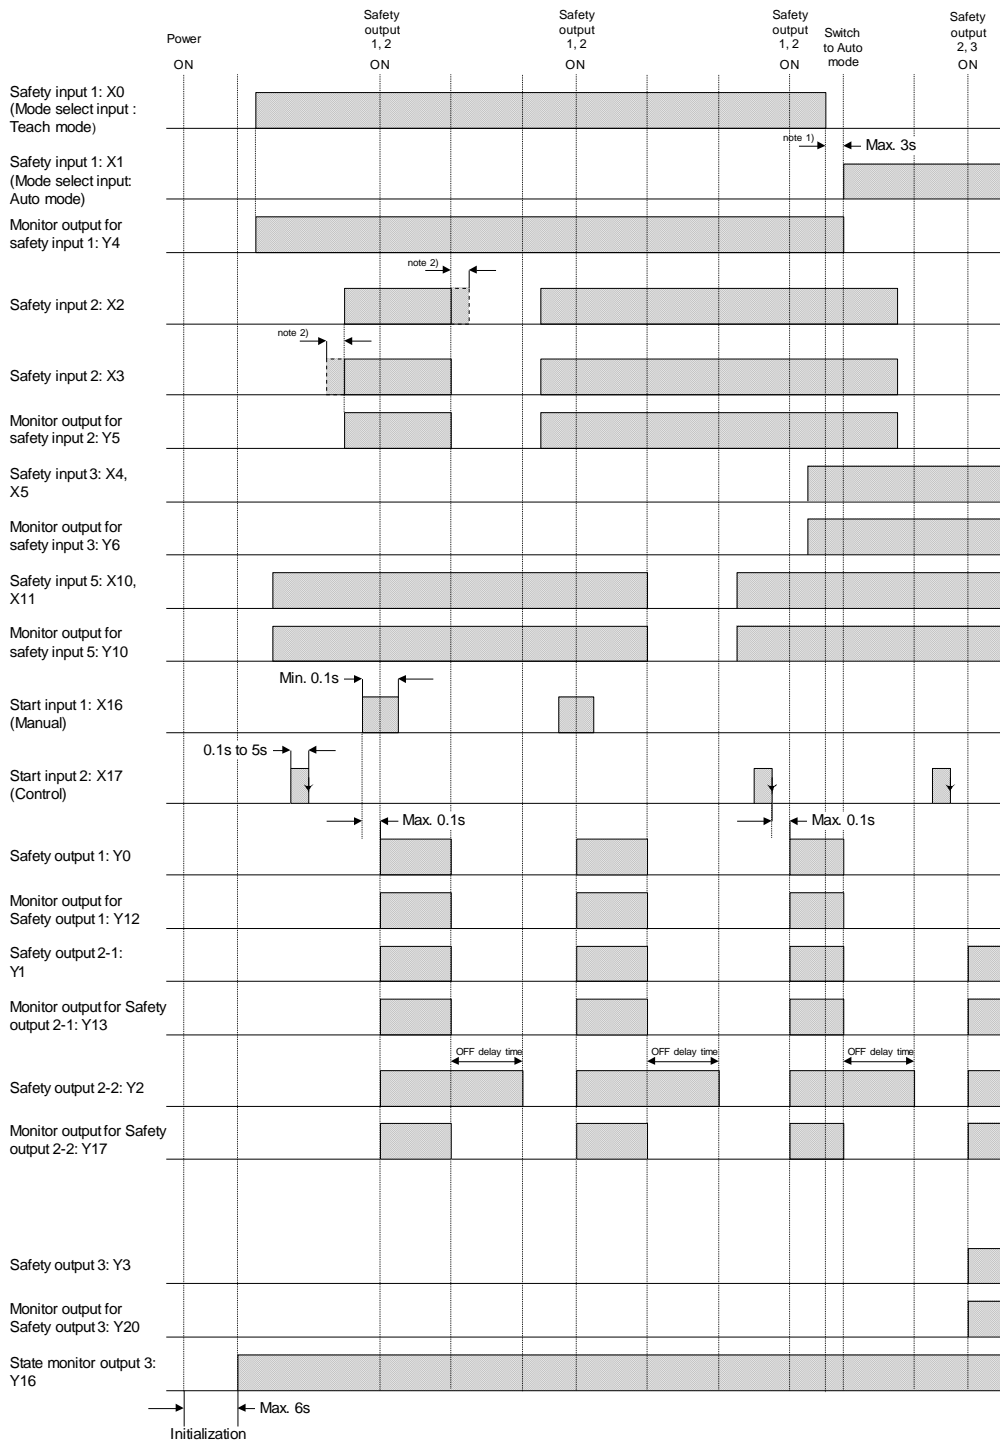 Power
ON
Safety
output
1, 2
ON
Safety
output
1, 2
ON
Safety
output
1, 2
ON
Switch
to Auto
mode
Safety
output
2, 3
ON
Safety input 1: X0
(Mode select input :
Teach mode)
note 1)
Max. 3s
Safety input 1: X1
(Mode select input:
Auto mode)
Monitor output for
safety input 1: Y4
note 2)
Safety input 2: X2
note 2)
Safety input 2: X3
Monitor output for
safety input 2: Y5
Safety input 3: X4,
X5
Monitor output for
safety input 3: Y6
Safety input 5: X10,
X11
Monitor output for
safety input 5: Y10
Min. 0.1s
Start input 1: X16
(Manual)
0.1s to 5s
Start input 2: X17
(Control)
Max. 0.1s
Max. 0.1s
Safety output 1: Y0
Monitor output for
Safety output 1: Y12
Safety output 2-1:
Y1
Monitor output for Safety
output 2-1: Y13
OFF delay time
OFF delay time
OFF delay time
Safety output 2-2: Y2
Monitor output for Safety
output 2-2: Y17
Safety output 3: Y3
Monitor output for
Safety output 3: Y20
State monitor output 3:
Y16
Max. 6s
Initialization